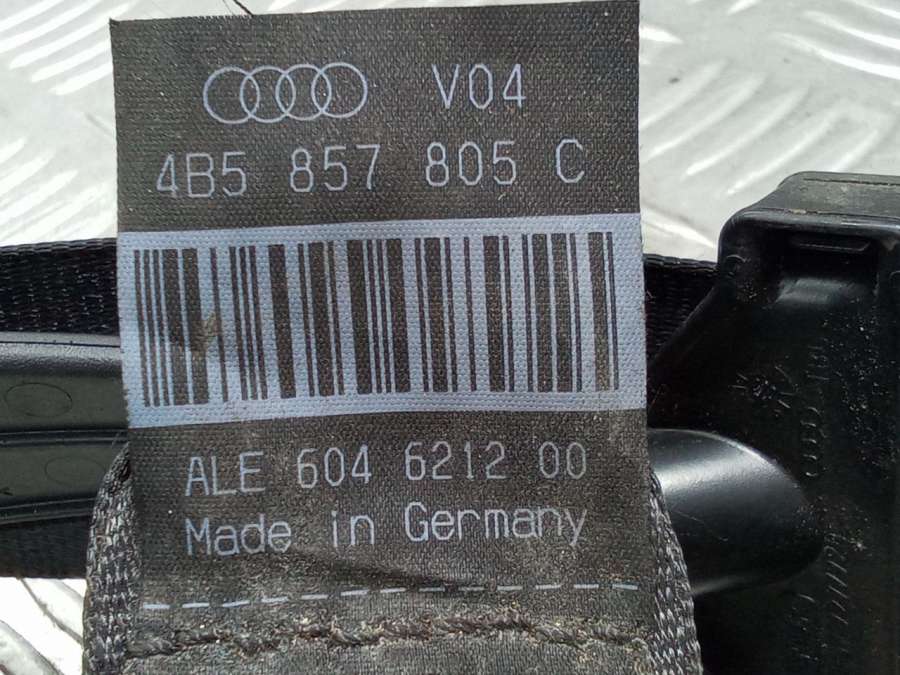 V04
4B5 857 805 C
ALE 604 6212 00
Made in Germany